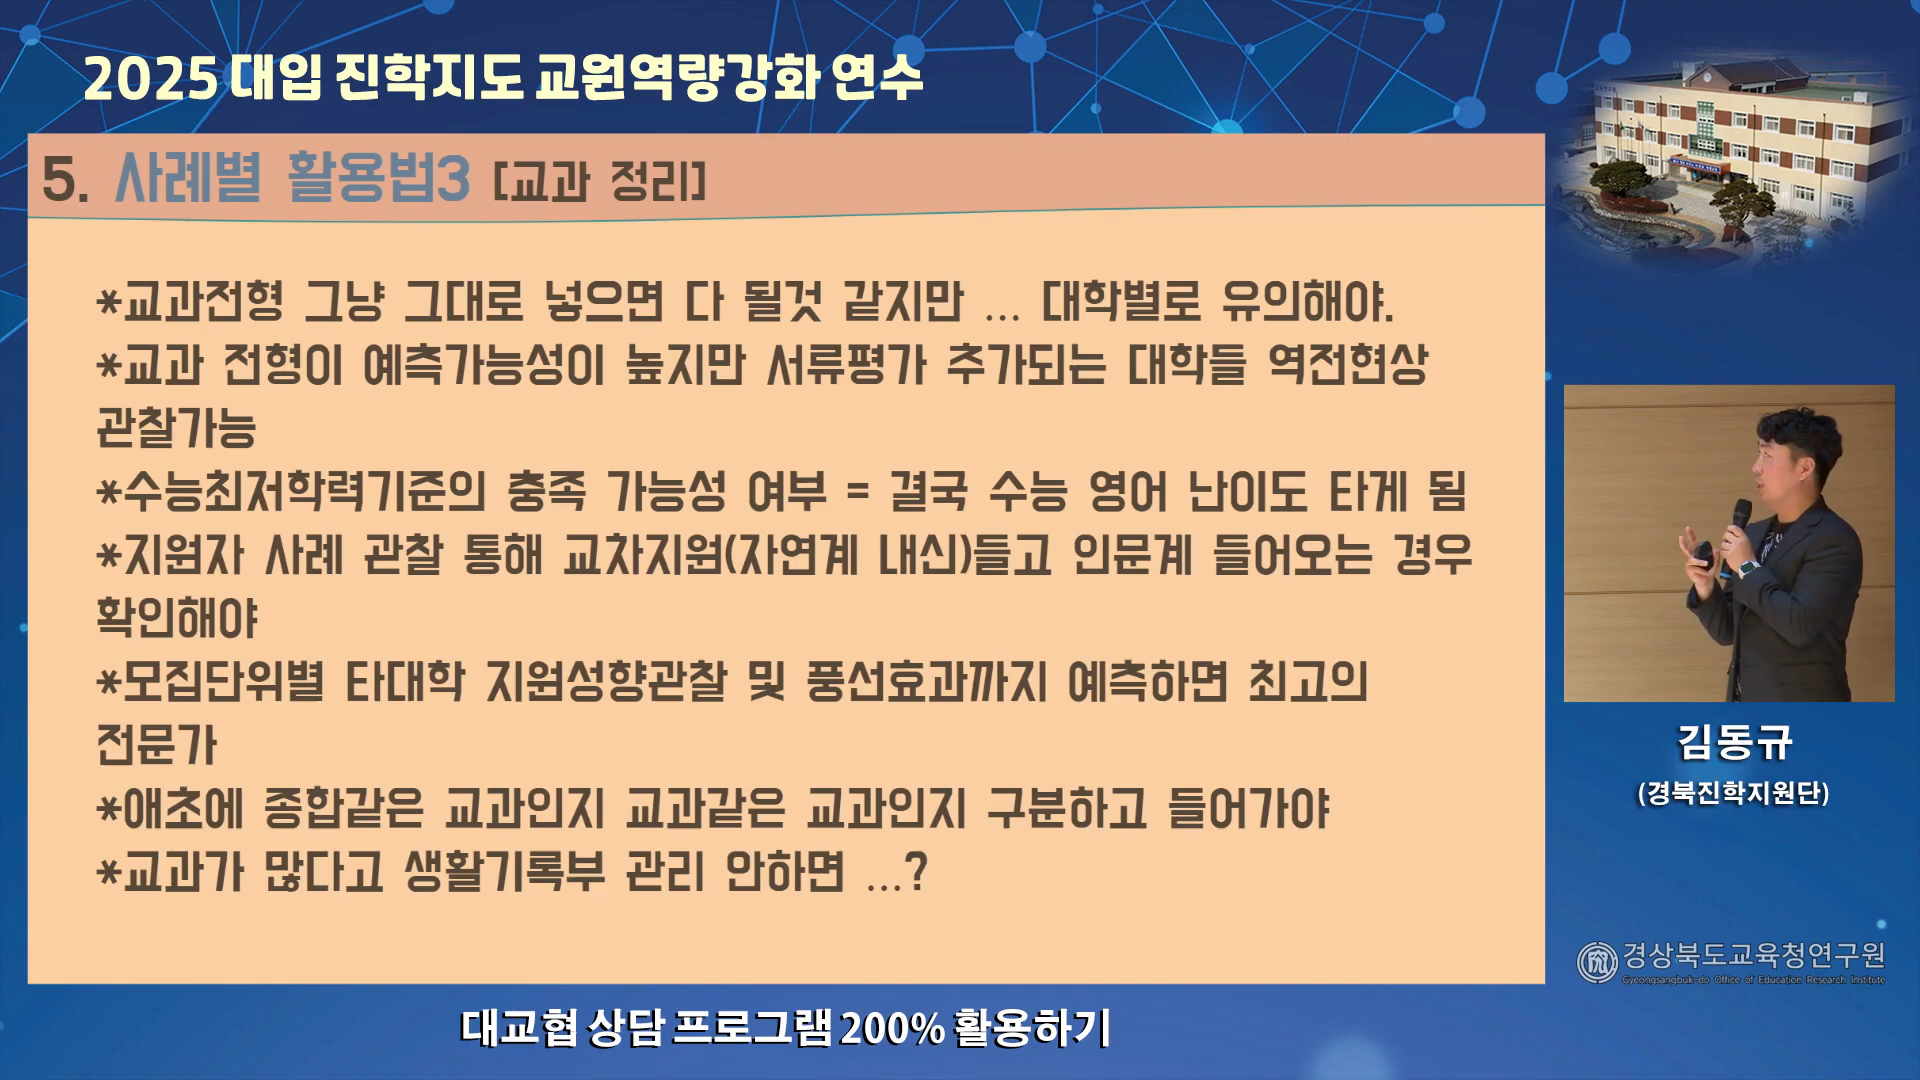 2025 대입 진학지도 교원역량강화 연수
5. 사례별 활용법3 [교과 정리]
*교과전형 그냥 그대로 넣으면 다 될것 같지만 ... 대학별로 유의해야.
*교과 전형이 예측가능성이 높지만 서류평가 추가되는 대학들 역전현상
관찰가능
*수능최저학력기준의 충족 가능성 여부 = 결국 수능 영어 난이도 타게 됨
*지원자 사례 관찰 통해 교차지원(자연계 내신)들고 인문계 들어오는 경우
확인해야
*모집단위별 타대학 지원성향관찰 및 풍선효과까지 예측하면 최고의
전문가
*애초에 종합같은 교과인지 교과같은 교과인지 구분하고 들어가야
*교과가 많다고 생활기록부 관리 안하면 ...?
김동규
(경북진학지원단)
경상북도교육청연구원
Gyeongsangbuk-do Office of Education Research Institute
대교협 상담 프로그램 200% 활용하기